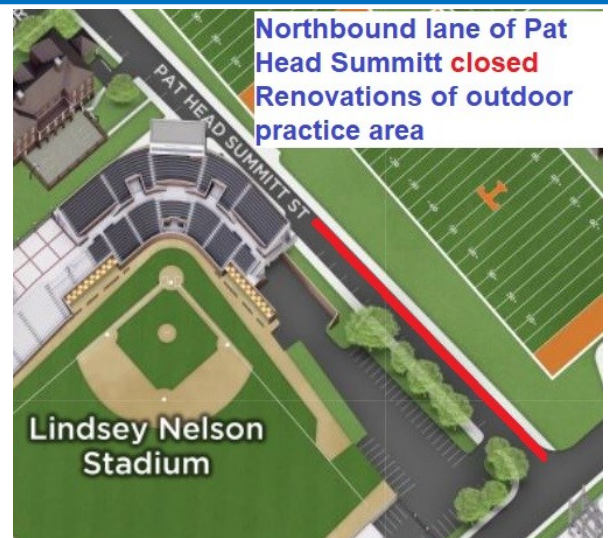 Northbound lane of Pat
Head Summitt closed
Renovations of outdoor
practice area
PAT HEAD SUMMITT ST
Lindsey Nelson
Stadium
T